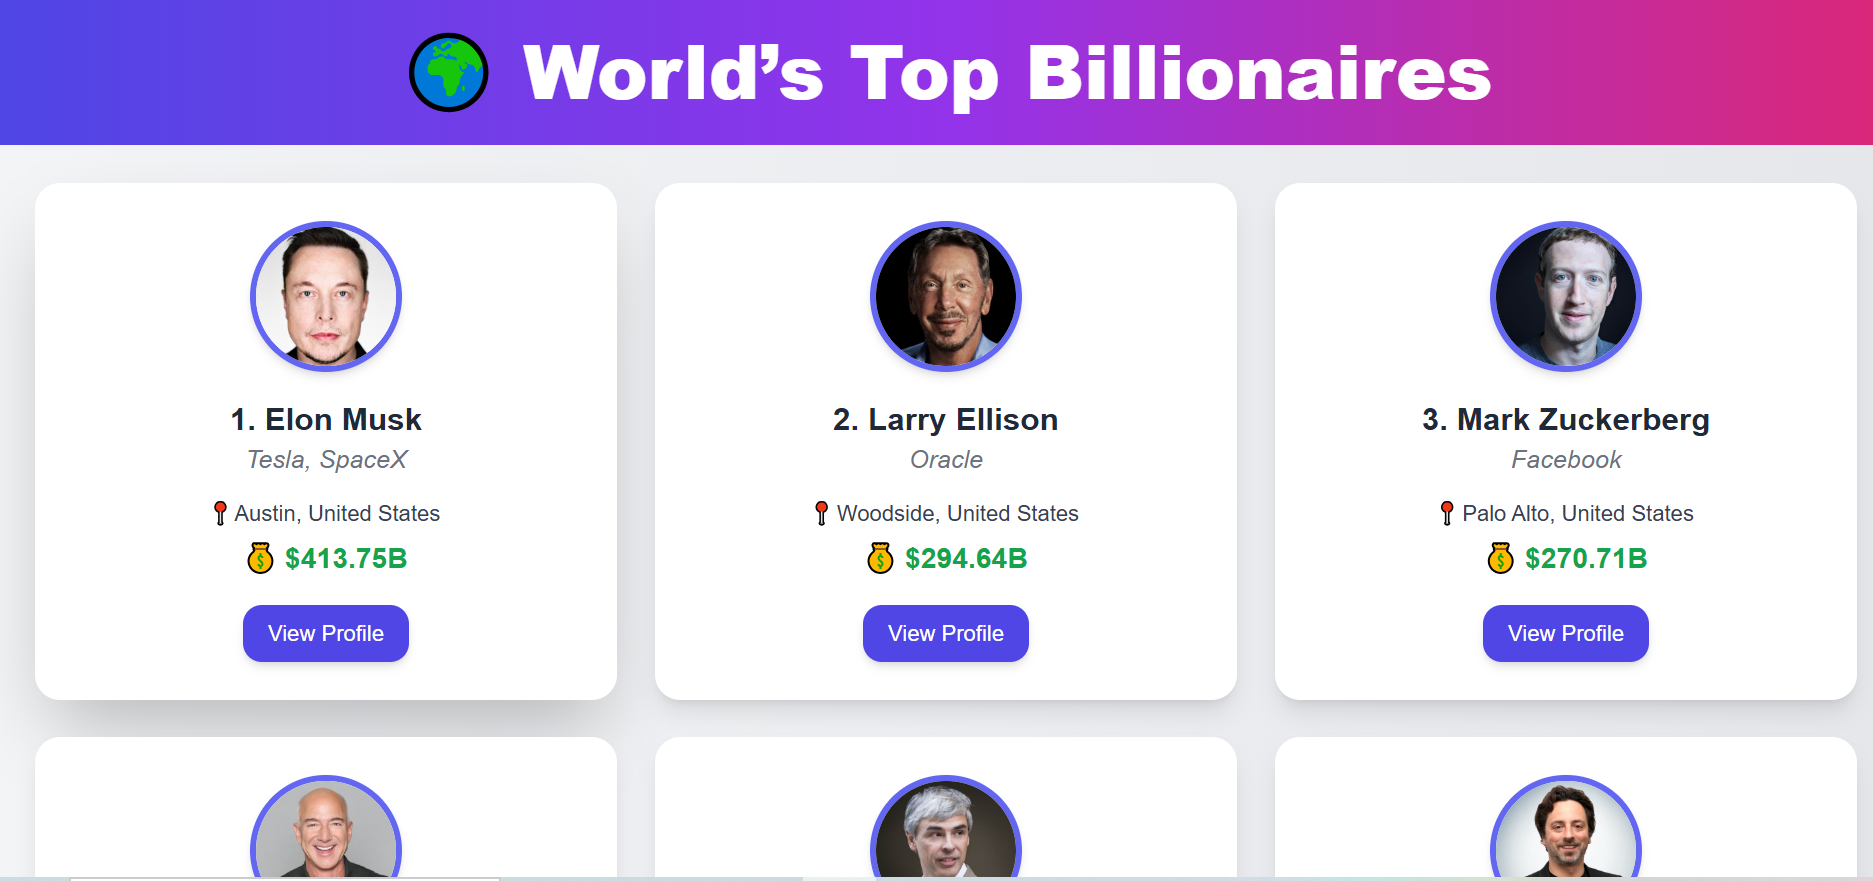 World’s Top Billionaires
1. Elon Musk
Tesla, SpaceX
Austin, United States
$413.75B
View Profile
2. Larry Ellison
Oracle
Woodside, United States
$294.64B
View Profile
3. Mark Zuckerberg
Facebook
Palo Alto, United States
$270.71B
View Profile